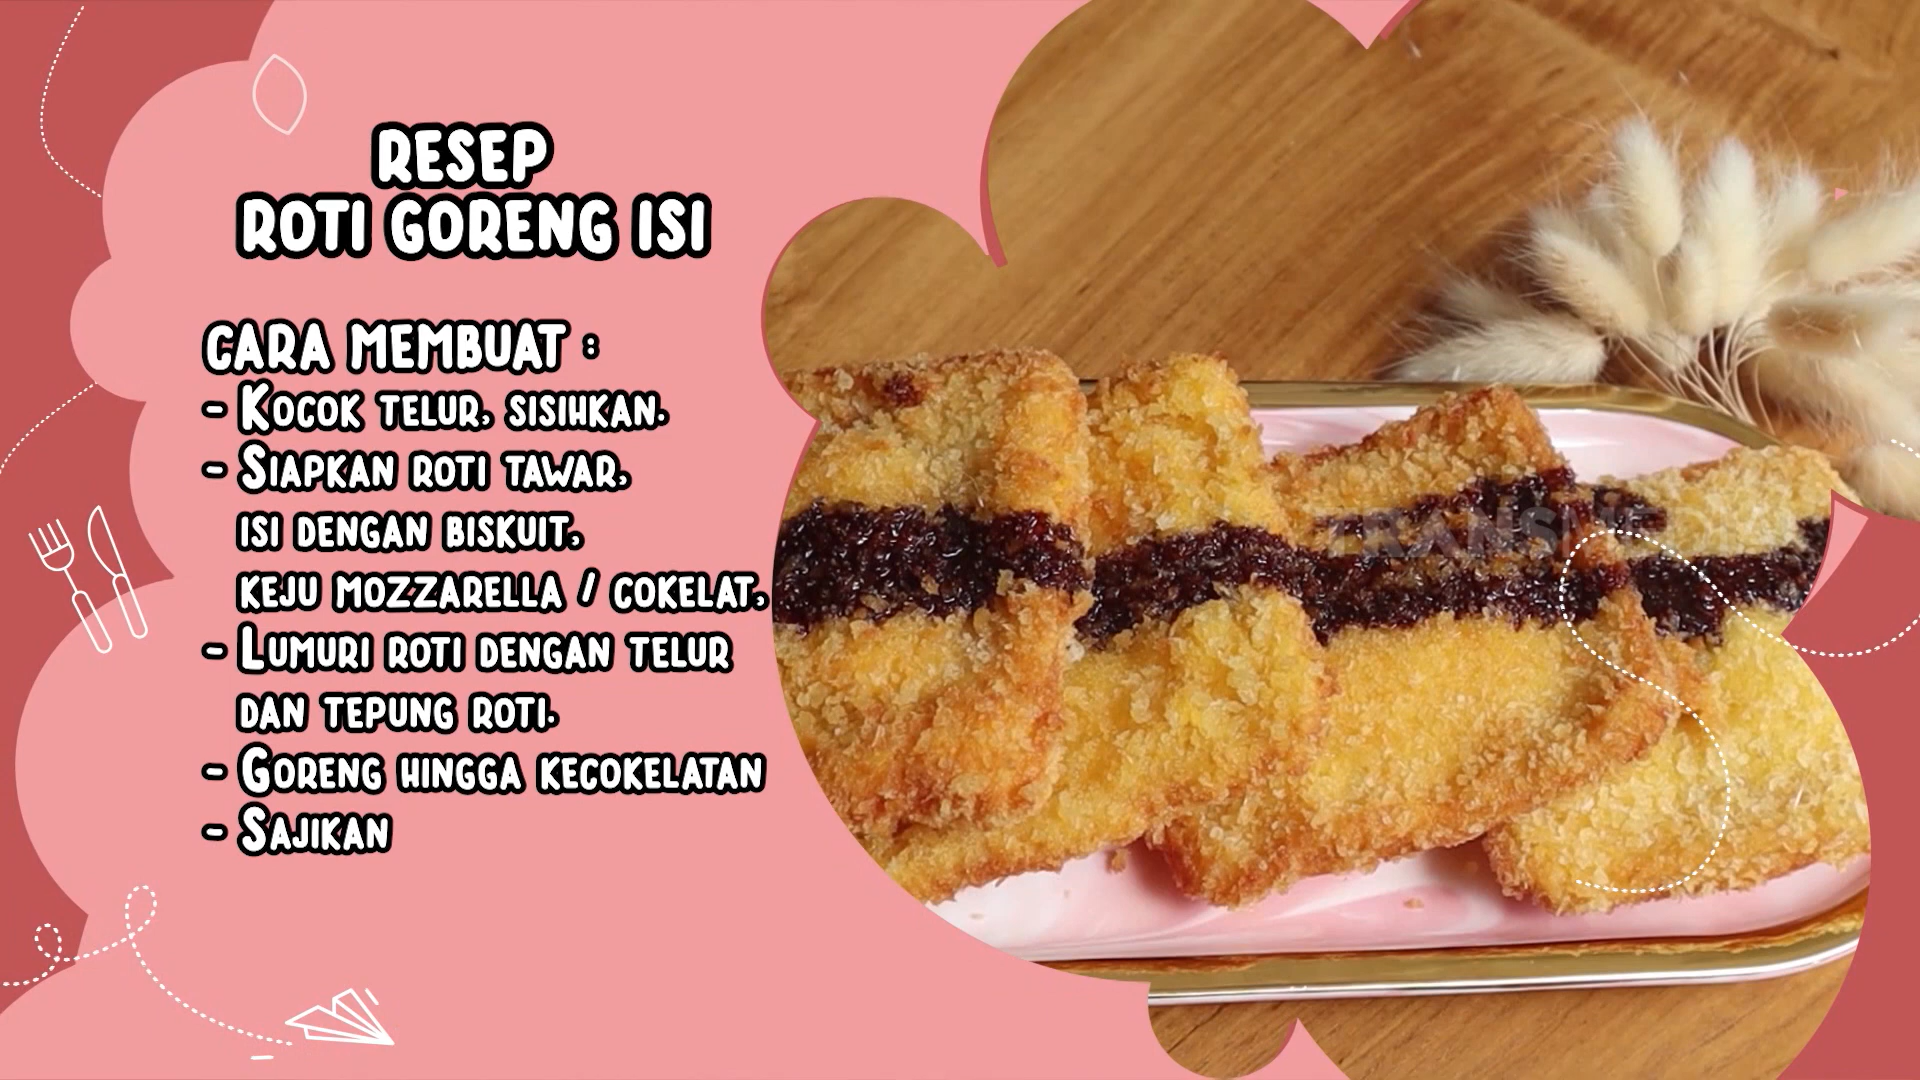 RESEP
ROTI GORENG ISI
CARA MEMBUAT :
- KOCOK TELUR, SISIHKAN.
- SIAPKAN ROTI TAWAR,
ISI DENGAN BISKUIT,
KEJU MOZZARELLA / COKELAT,
- LUMURI ROTI DENGAN TELUR
DAN TEPUNG ROTI.
- GORENG HINGGA KECOKELATAN
- SAJIKAN